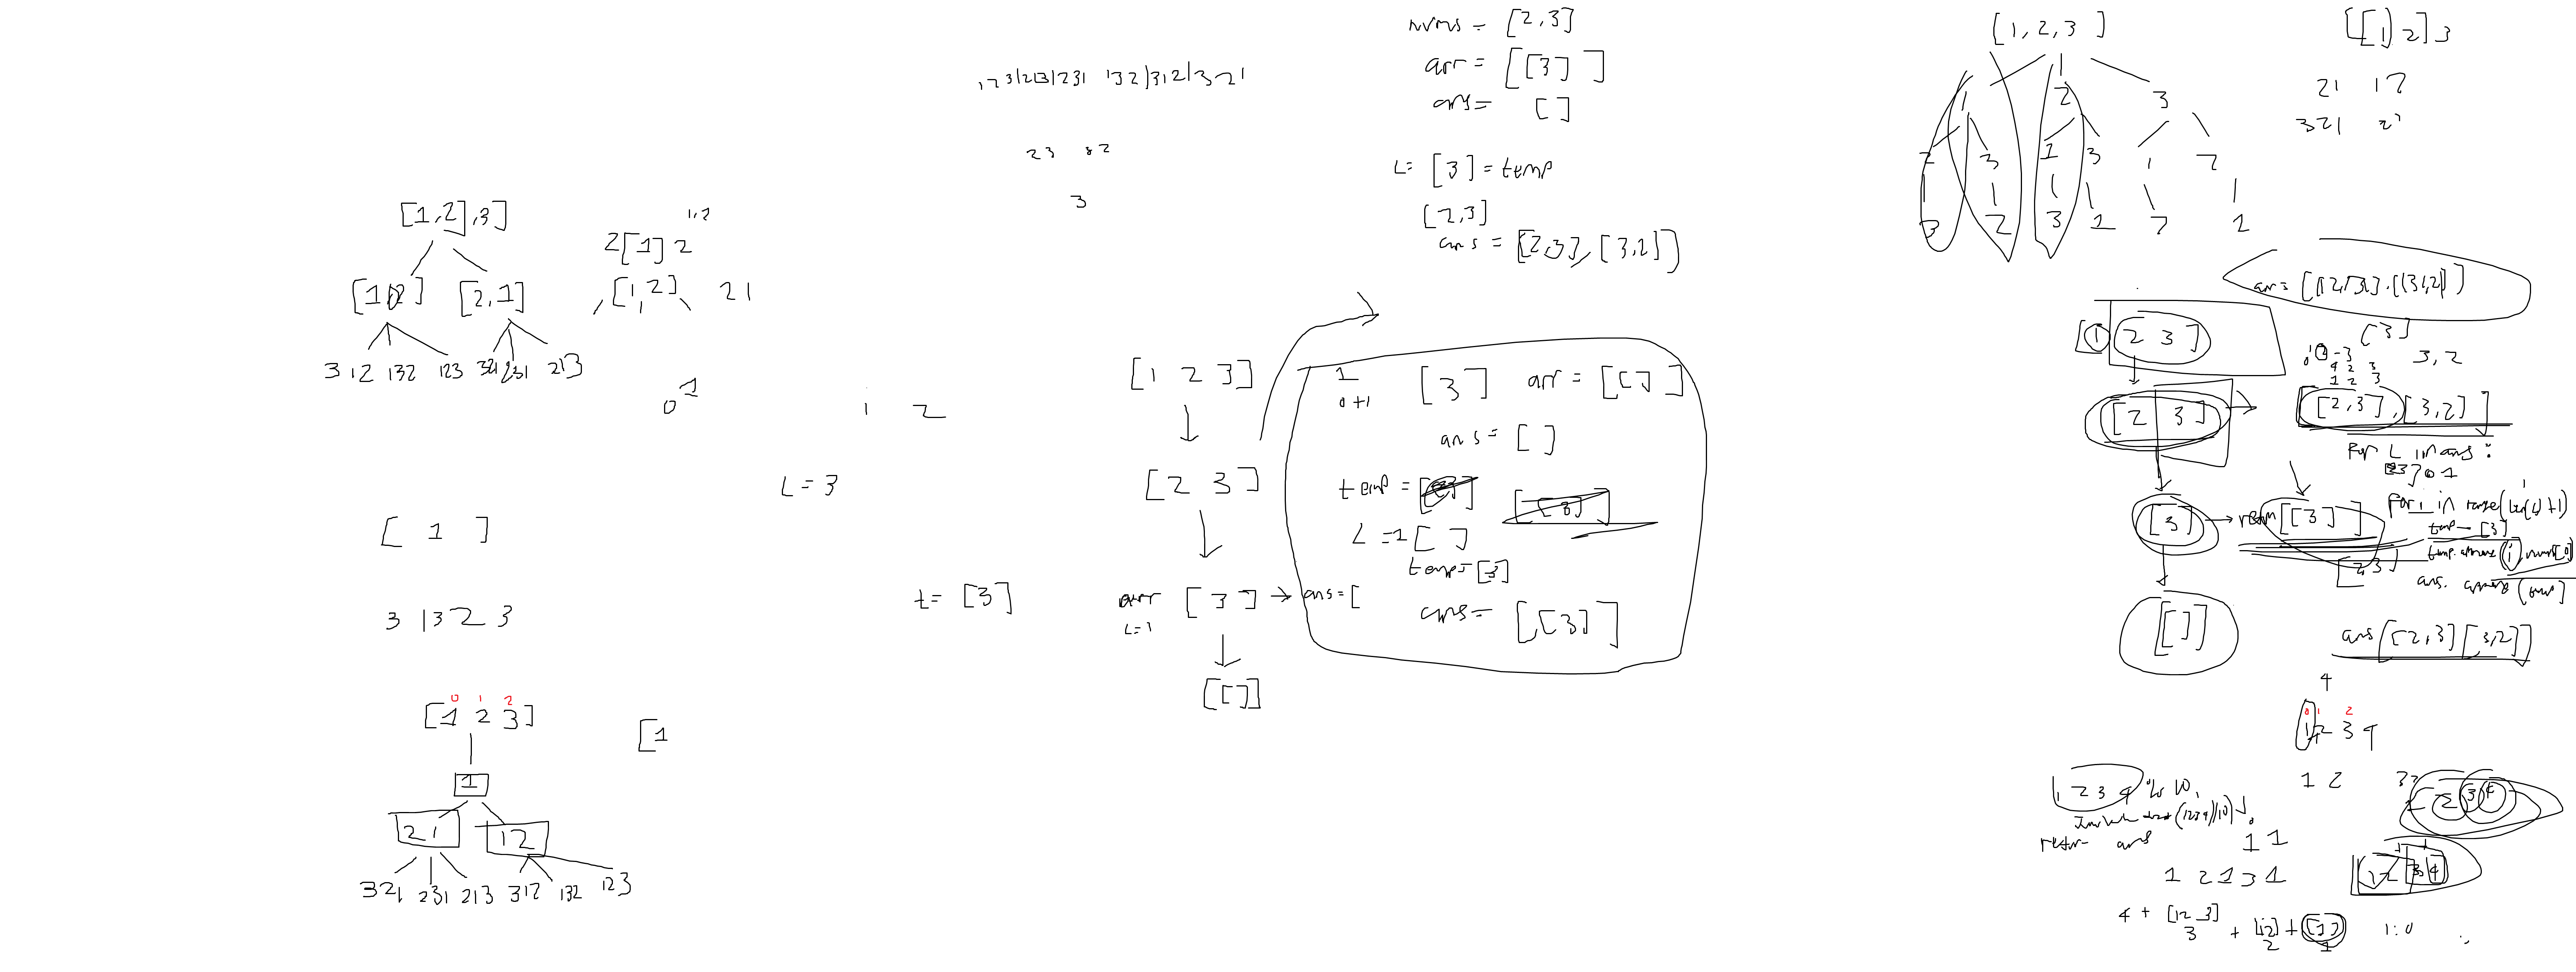 [1,2],3]
[1,2] [2,1]
312 132 123 321 231 213
1,2
2[1]2
[1,2] 21
0 1
1 2
L=3
[ 1 ]
3 1 3 2 3
t= [3]
0 1 2
[1 2 3]
[1
1
21 12
321 231 213 312 132 123
123|213|231 132|312|321
23 32
3
nums = [2,3]
arr = [[3] ]
ans= [ ]
L= [3] = temp
[2,3]
ans = [[2,3], [3,2]]
[1 2 3]
[2 3]
arr [3] → ans = [
L=1
[[]]
1
0+1
[3] arr = [[]]
ans = [ ]
temp =
[3]
L =1 [ ]
temp= [3]
ans= [,[3] ]
[1,2,3]
1
1 2 3
2 3 1 3 1 2
3 2 3 1 2 1
[[1]2]3
21 12
321
[1 2 3]
[3]
3,2
[2 3]
[[2,3],[3,2]]
for L in ans:
[3] → return [[3] ]
for i in range(len(L)+1)
temp = [3]
[2,3]
ans. append (temp)
[[]]
ans [[2,3] [3,2]]
4
0 1 2
1 2 3 4
1 2
1 2 3 4 % 10
return ans
1 1
1 2 1 3 1
2 3 4
1 2 3 4
4 + [12 3] + [12] + [1]
3 2 1
1:0